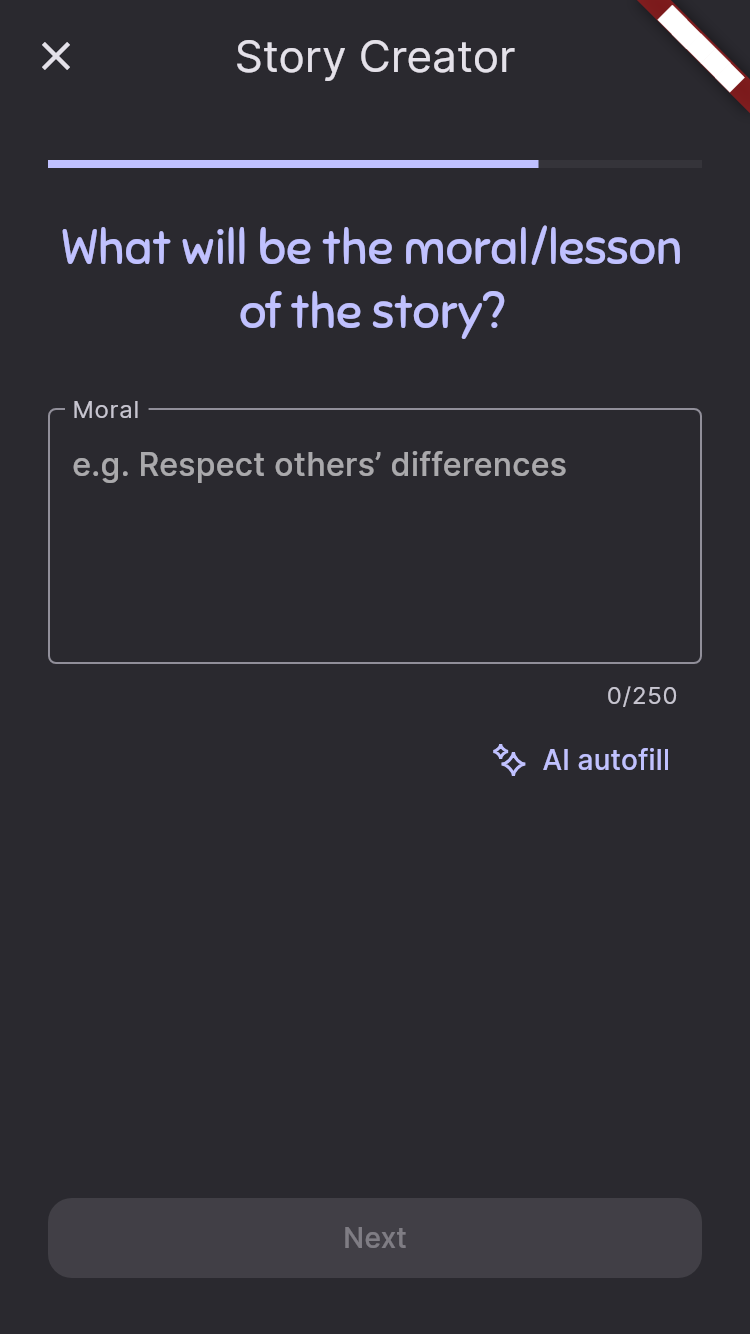 Story Creator
What will be the moral/lesson
of the story?
Moral
e.g. Respect others’ differences
0/250
AI autofill
Next